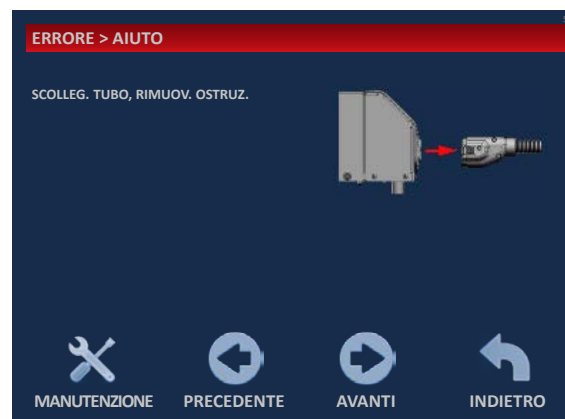 ERRORE > AIUTO
SCOLLEG. TUBO, RIMUOV. OSTRUZ.
MANUTENZIONE PRECEDENTE AVANTI INDIETRO